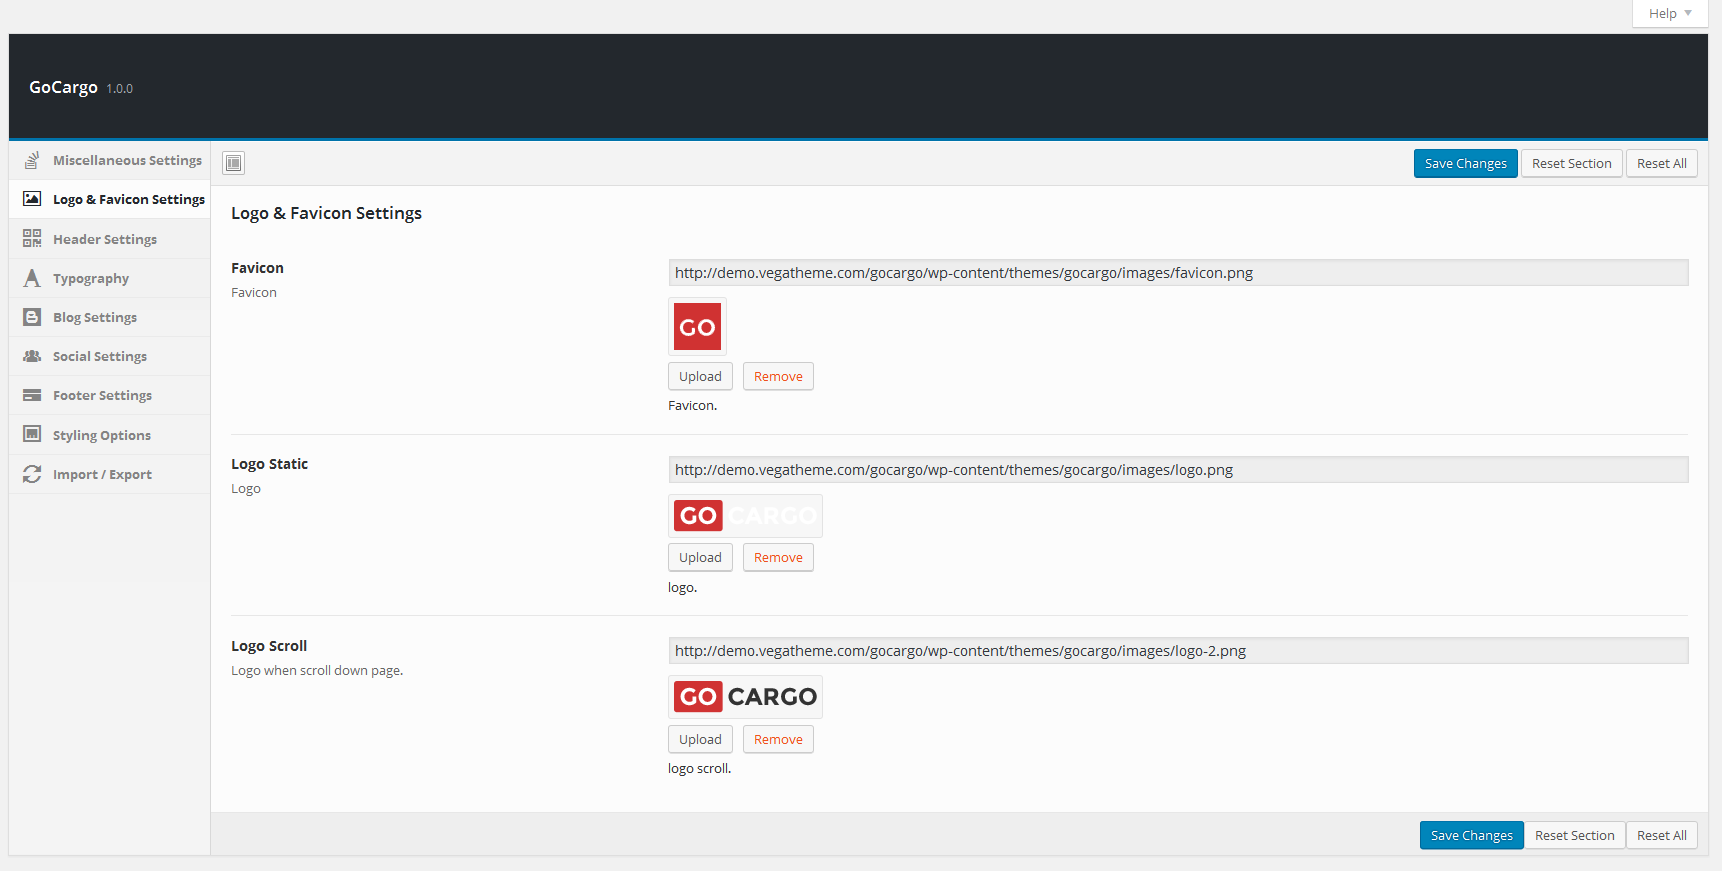 Help
GoCargo 1.0.0
Miscellaneous Settings
Logo & Favicon Settings
Header Settings
Typography
Blog Settings
Social Settings
Footer Settings
Styling Options
Import / Export
Save Changes Reset Section Reset All
Logo & Favicon Settings
Favicon
Favicon
http://demo.vegatheme.com/gocargo/wp-content/themes/gocargo/images/favicon.png
GO
Upload Remove
Favicon.
Logo Static
Logo
http://demo.vegatheme.com/gocargo/wp-content/themes/gocargo/images/logo.png
GO CARGO
Upload Remove
logo.
Logo Scroll
Logo when scroll down page.
http://demo.vegatheme.com/gocargo/wp-content/themes/gocargo/images/logo-2.png
GO CARGO
Upload Remove
logo scroll.
Save Changes Reset Section Reset All